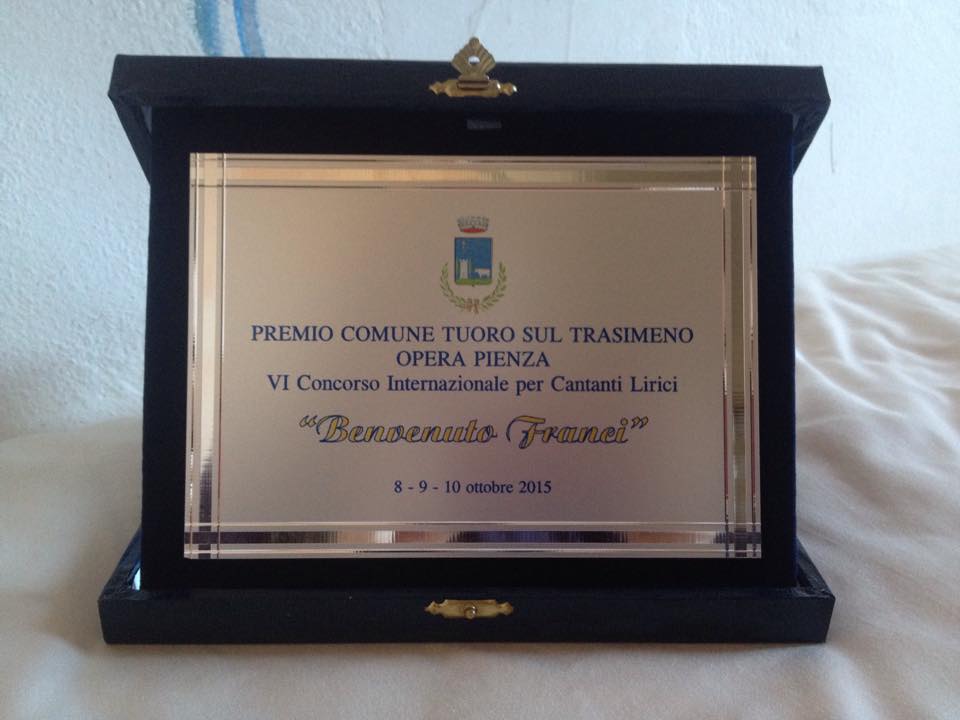 PREMIO COMUNE TUORO SUL TRASIMENO
OPERA PIENZA
VI Concorso Internazionale per Cantanti Lirici
"Benvenuto Franci"
8 - 9 - 10 ottobre 2015